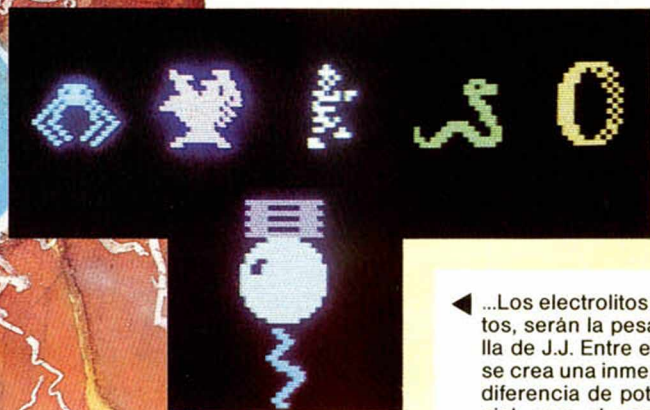 ...Los electrolitos
tos, serán la pesa
lla de J.J. Entre e
se crea una inme
diferencia de pot